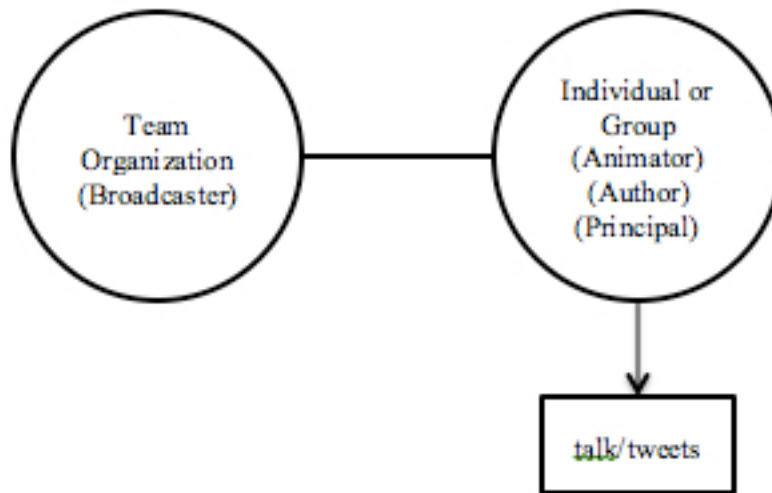 Team
Organization
(Broadcaster)
Individual or
Group
(Animator)
(Author)
(Principal)
talk/tweets